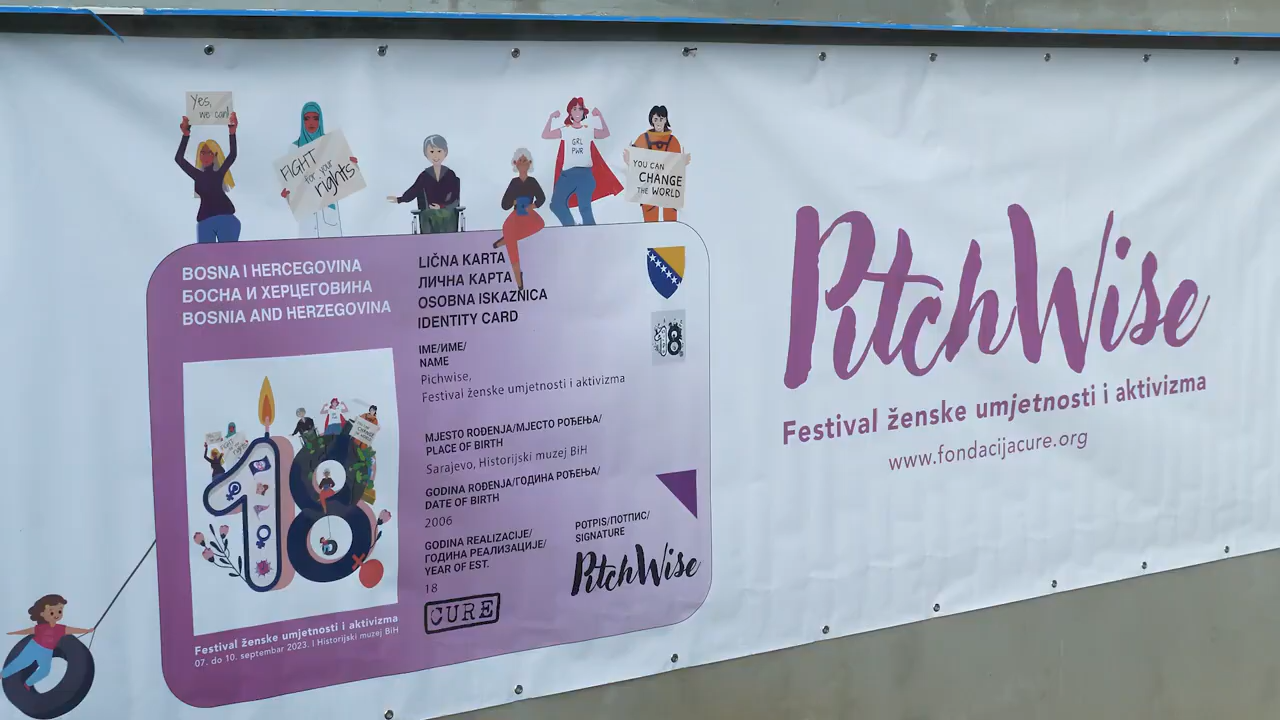 Yes,
we can!
FIGHT
for your
rights
GRL
PWR
YOU CAN
CHANGE
THE WORLD
BOSNA I HERCEGOVINA
БОСНА И ХЕРЦЕГОВИНА
BOSNIA AND HERZEGOVINA
LIČNA KARTA
ЛИЧНА КАРТА
OSOBNA ISKAZNICA
IDENTITY CARD
IME/ИМЕ/
NAME
Pichwise,
Festival ženske umjetnosti i aktivizma
MJESTO ROĐENJA/МЈЕСТО РОЂЕЊА/
PLACE OF BIRTH
Sarajevo, Historijski muzej BiH
GODINA ROĐENJA/ГОДИНА РОЂЕЊА/
DATE OF BIRTH
2006
GODINA REALIZACIJE/
ГОДИНА РЕАЛИЗАЦИЈЕ/
YEAR OF EST.
18
CURE
POTPIS/ПОТПИС/
SIGNATURE
PitchWise
18
18
Festival ženske umjetnosti i aktivizma
07. do 10. septembar 2023. I Historijski muzej BiH
PitchWise
Festival ženske umjetnosti i aktivizma
www.fondacijacure.org